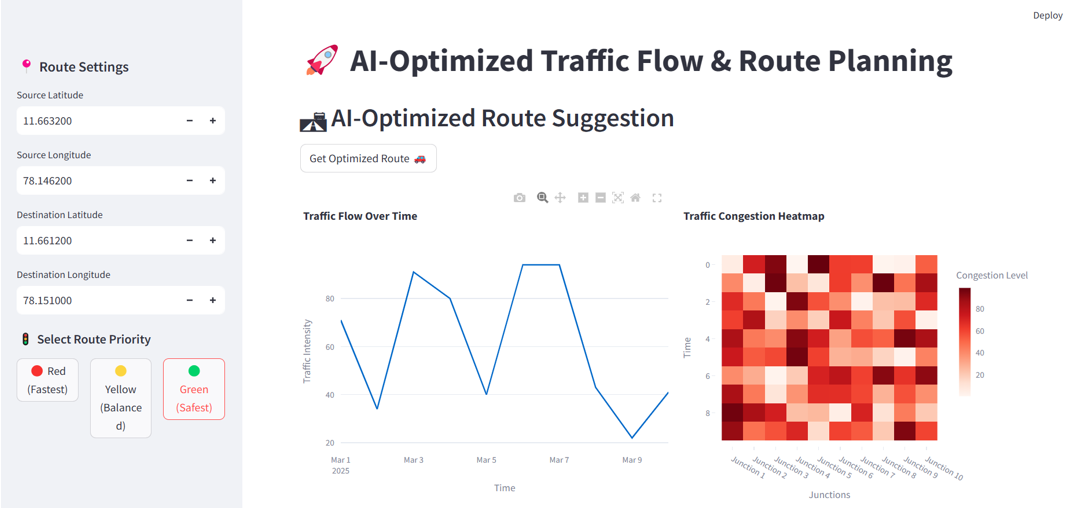 Deploy
Route Settings
Source Latitude
11.663200
Source Longitude
78.146200
Destination Latitude
11.661200
Destination Longitude
78.151000
Select Route Priority
Red
(Fastest)
Yellow
(Balance
d)
Green
(Safest)
AI-Optimized Traffic Flow & Route Planning
AI-Optimized Route Suggestion
Get Optimized Route
Traffic Flow Over Time
Traffic Intensity
80
60
40
20
Mar 1
2025
Mar 3
Mar 5
Mar 7
Mar 9
Time
Traffic Congestion Heatmap
Time
0
2
4
6
8
Junction 1
Junction 2
Junction 3
Junction 4
Junction 5
Junction 6
Junction 7
Junction 8
Junction 9
Junction 10
Junctions
Congestion Level
80
60
40
20